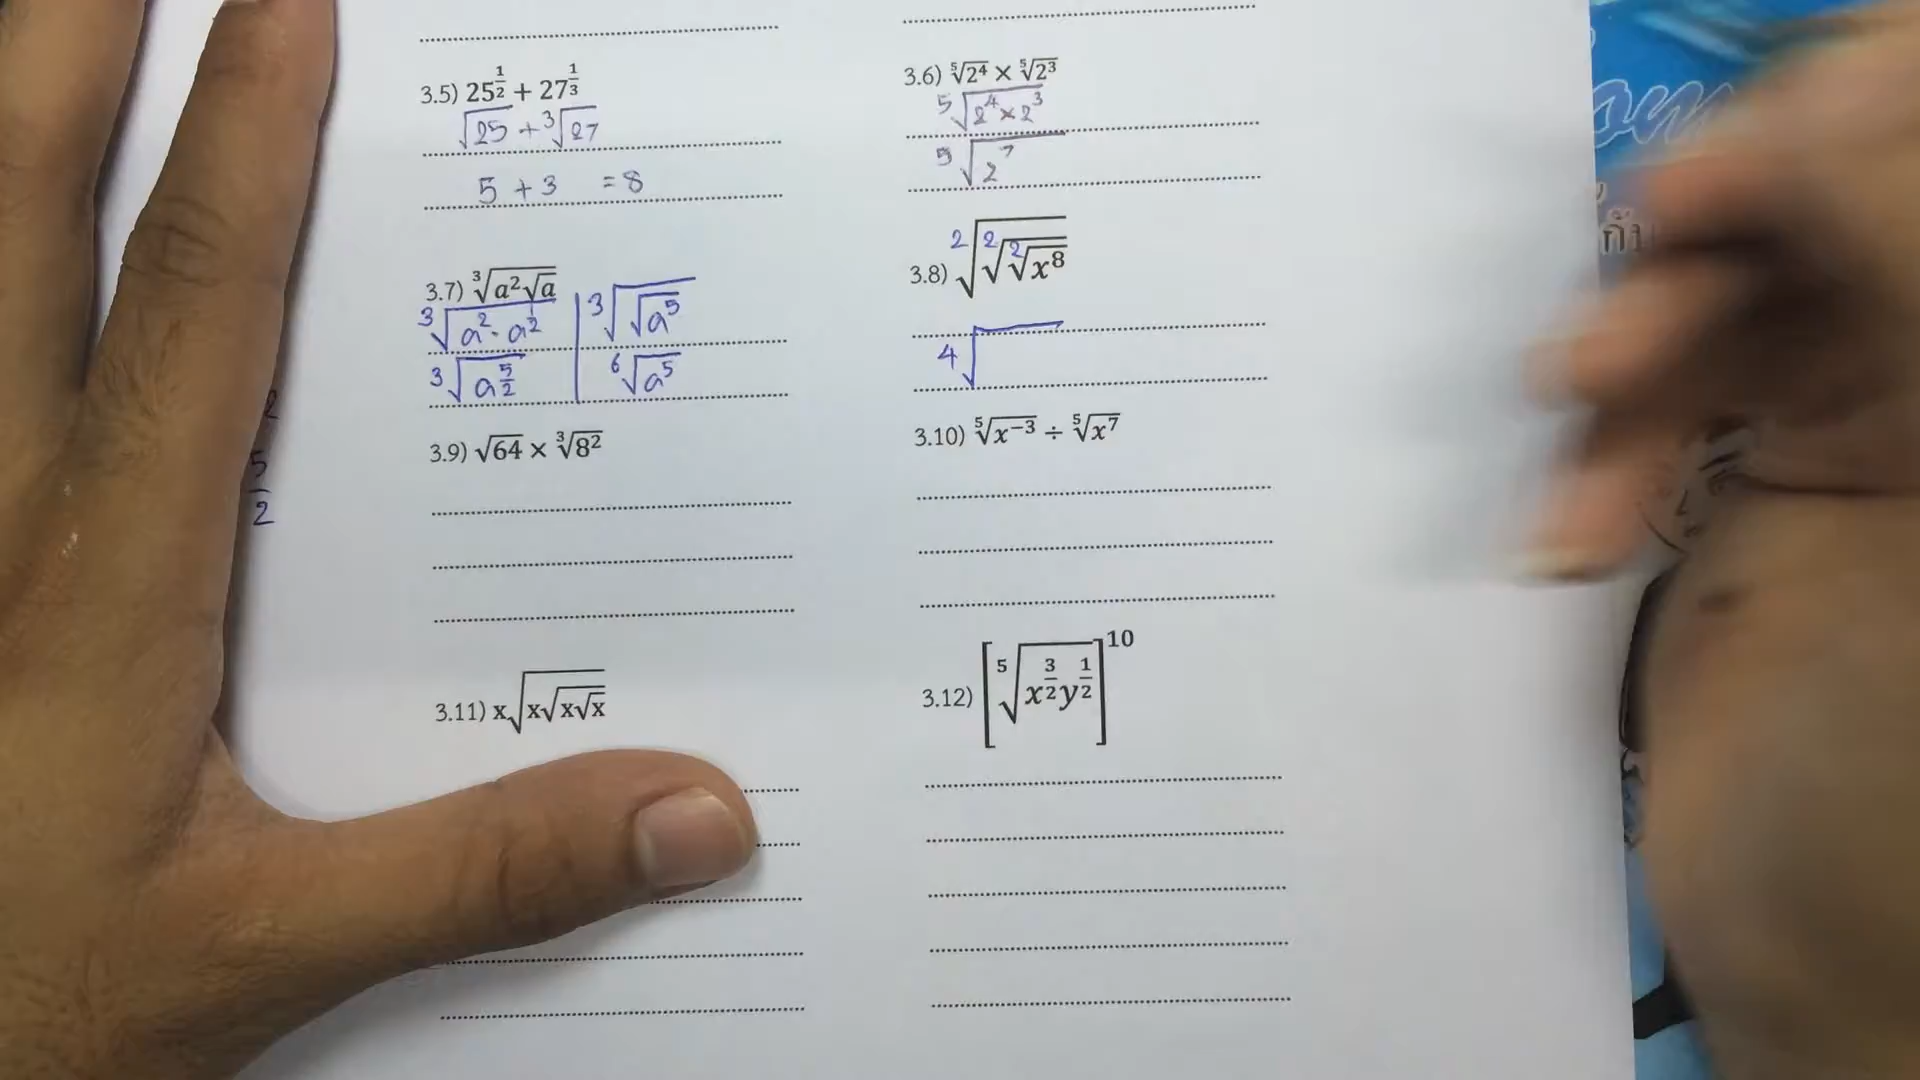 3.5) 25^{1/2} + 27^{1/3}
√25 + ³√27
5 + 3 = 8
3.6) ⁵√2⁴ × ⁵√2³
⁵√(2⁴ × 2³)
⁵√2⁷
3.7) ³√(a²√a)
³√(a² · a^2) | ³√(√a⁵)
³√(a^{5/2}) | ⁶√a⁵
3.8) ²√(²√(²√x⁸))
⁴√
5
2
3.9) √64 × ³√8²
3.10) ⁵√x⁻³ ÷ ⁵√x⁷
3.11) x√(x√(x√x))
3.12) [⁵√(x^{3/2}y^{1/2})]^{10}